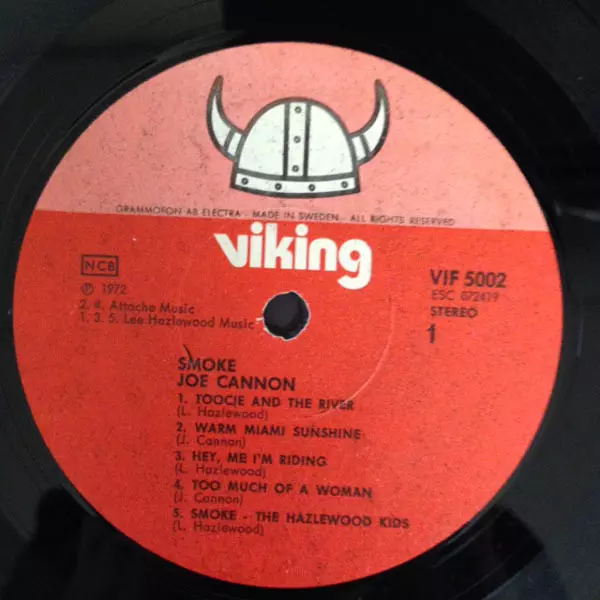 GRAMMOFON AB ELECTRA - MADE IN SWEDEN - ALL RIGHTS RESERVED
viking
NCB
℗ 1972
2. 4. Attache Music
1. 3. 5. Lee Hazlewood Music
VIF 5002
ESC 072419
STEREO
1
SMOKE
JOE CANNON
1. TOOCIE AND THE RIVER
(L. Hazlewood)
2. WARM MIAMI SUNSHINE
(J. Cannon)
3. HEY, ME I'M RIDING
(L. Hazlewood)
4. TOO MUCH OF A WOMAN
(J. Cannon)
5. SMOKE - THE HAZLEWOOD KIDS
(L. Hazlewood)